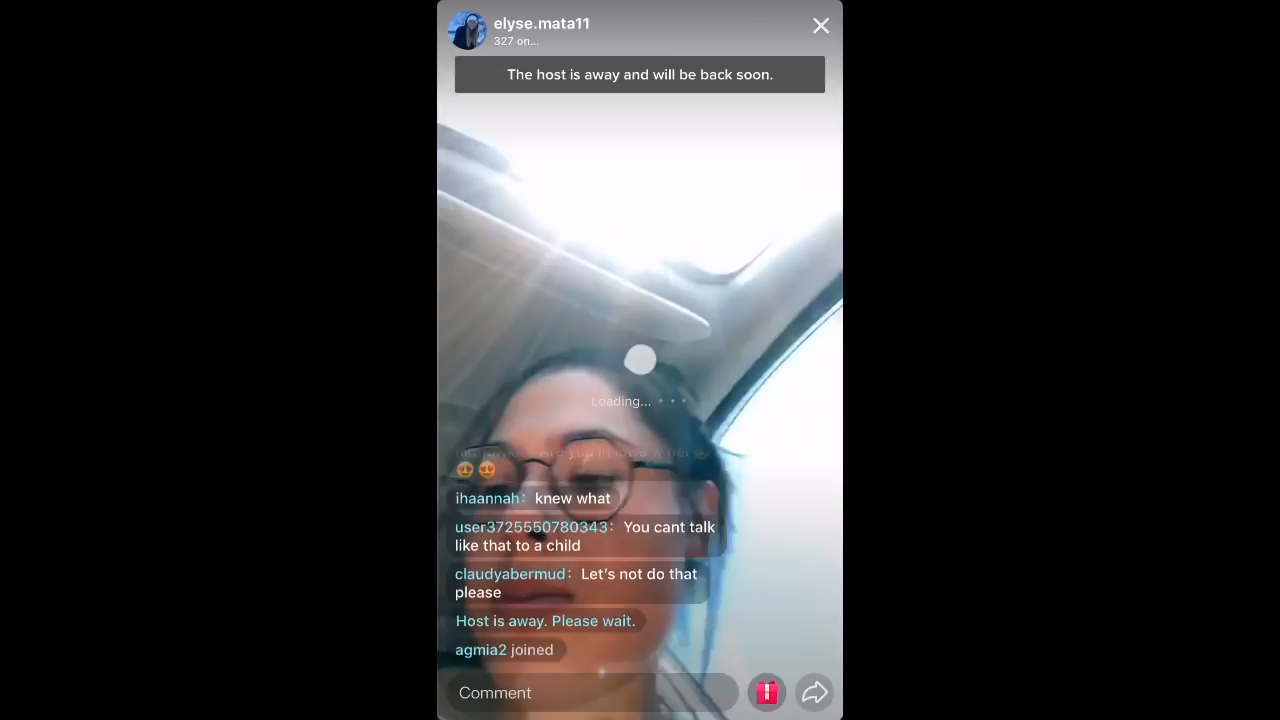 elyse.mata11
327 on...
The host is away and will be back soon.
Loading...
ihaannah: knew what
user3725550780343: You cant talk
like that to a child
claudyabermud: Let's not do that
please
Host is away. Please wait.
agmia2 joined
Comment